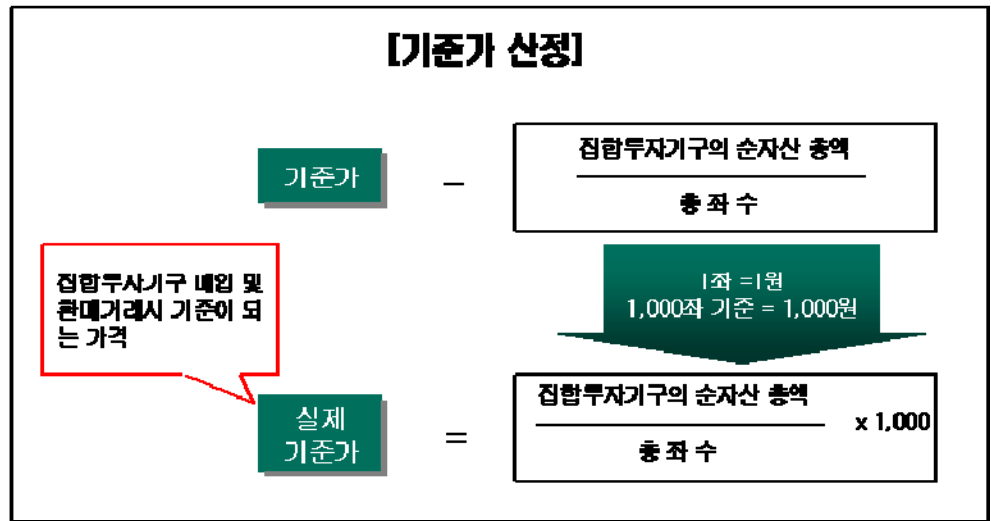 [기준가 산정]
기준가
–
집합투자기구의 순자산 총액
총 좌 수
집합투자기구 매입 및
환매거래시 기준이 되
는 가격
1좌 =1원
1,000좌 기준 = 1,000원
실제
기준가
=
집합투자기구의 순자산 총액
총 좌 수
x 1,000